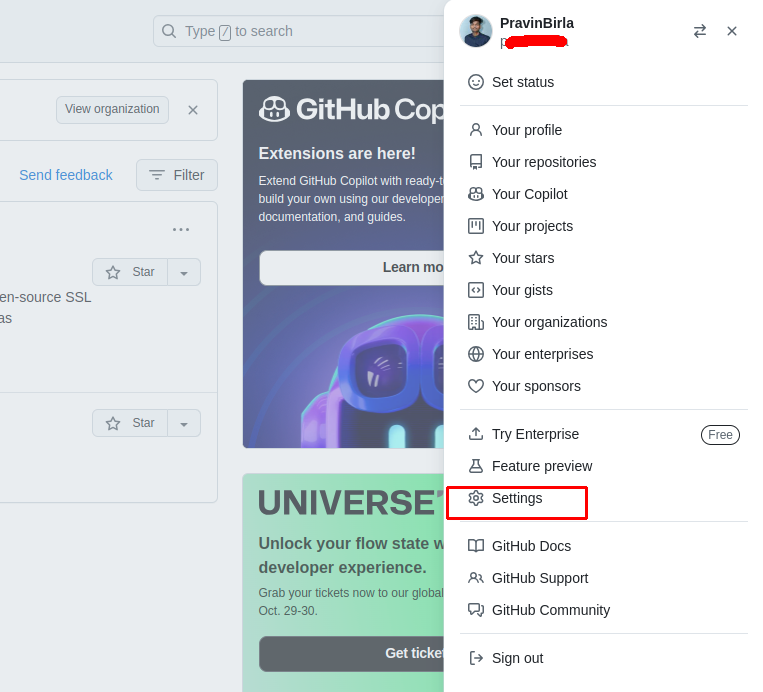 Type / to search
View organization
Send feedback
Filter
Star
en-source SSL
as
Star
GitHub Cop
Extensions are here!
Extend GitHub Copilot with ready-t
build your own using our developer
documentation, and guides.
Learn mo
UNIVERSE'
Unlock your flow state w
developer experience.
Grab your tickets now to our global
Oct. 29-30.
Get ticke
PravinBirla
Set status
Your profile
Your repositories
Your Copilot
Your projects
Your stars
Your gists
Your organizations
Your enterprises
Your sponsors
Try Enterprise
Free
Feature preview
Settings
GitHub Docs
GitHub Support
GitHub Community
Sign out